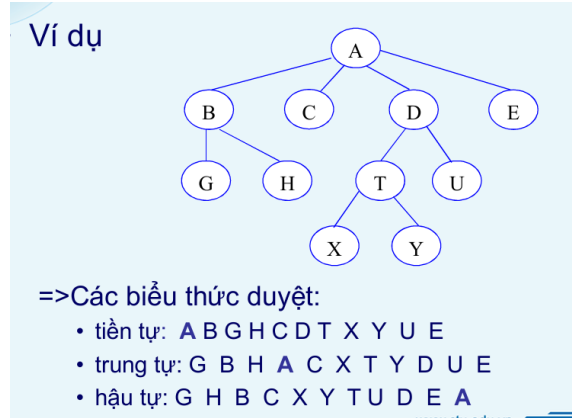 Ví dụ
A
B C D E
G H T U
X Y
=>Các biểu thức duyệt:
• tiền tự: A B G H C D T X Y U E
• trung tự: G B H A C X T Y D U E
• hậu tự: G H B C X Y T U D E A